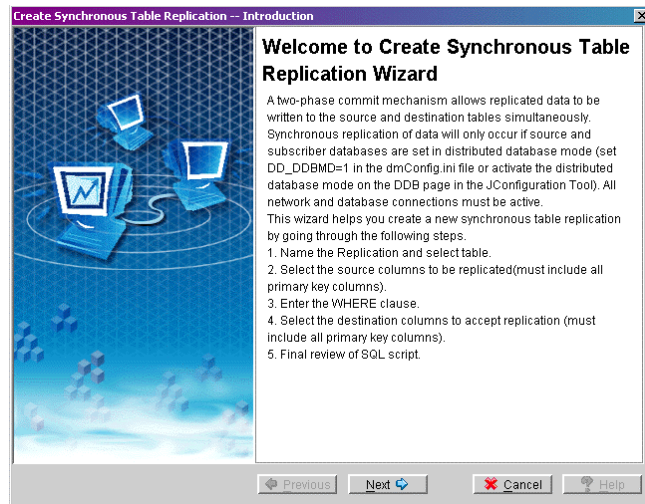 Create Synchronous Table Replication -- Introduction
Welcome to Create Synchronous Table
Replication Wizard
A two-phase commit mechanism allows replicated data to be
written to the source and destination tables simultaneously.
Synchronous replication of data will only occur if source and
subscriber databases are set in distributed database mode (set
DD_DDBMD=1 in the dmConfig.ini file or activate the distributed
database mode on the DDB page in the JConfiguration Tool). All
network and database connections must be active.
This wizard helps you create a new synchronous table replication
by going through the following steps.
1. Name the Replication and select table.
2. Select the source columns to be replicated(must include all
primary key columns).
3. Enter the WHERE clause.
4. Select the destination columns to accept replication (must
include all primary key columns).
5. Final review of SQL script.
Previous Next Cancel Help